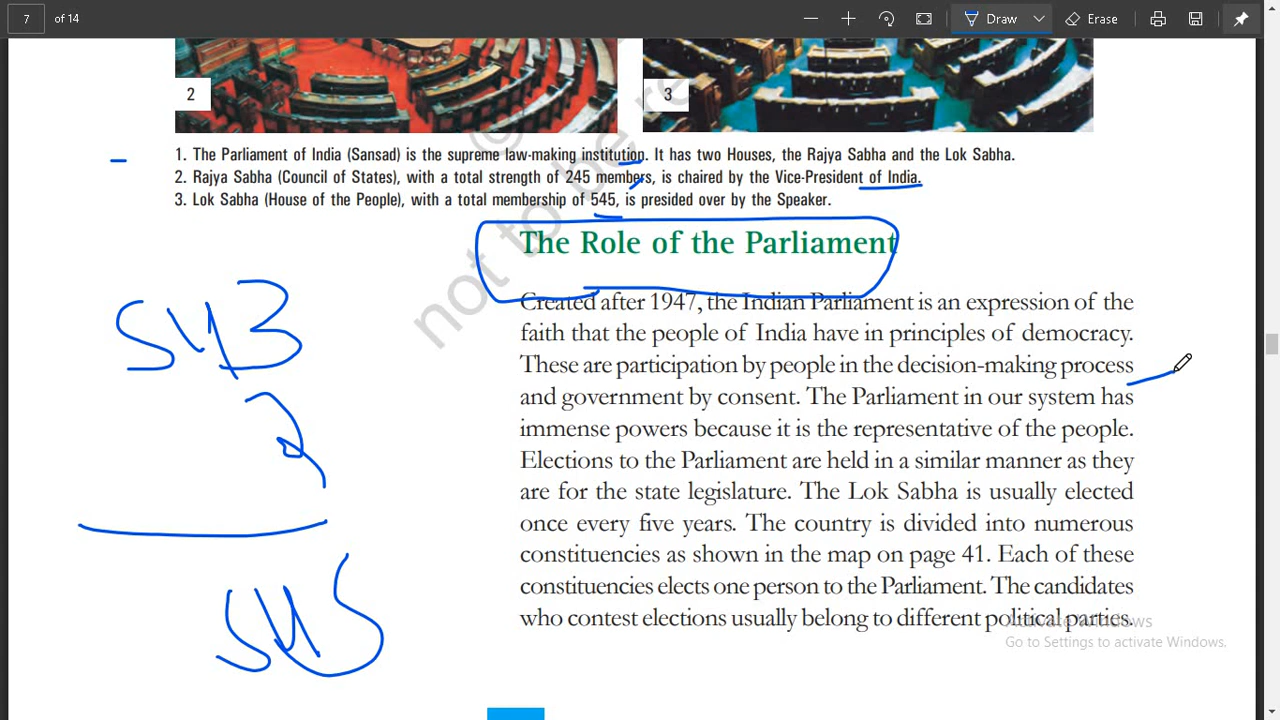 7 of 14 Draw Erase
2 3
1. The Parliament of India (Sansad) is the supreme law-making institution. It has two Houses, the Rajya Sabha and the Lok Sabha.
2. Rajya Sabha (Council of States), with a total strength of 245 members, is chaired by the Vice-President of India.
3. Lok Sabha (House of the People), with a total membership of 545, is presided over by the Speaker.
The Role of the Parliament
Created after 1947, the Indian Parliament is an expression of the
faith that the people of India have in principles of democracy.
These are participation by people in the decision-making process
and government by consent. The Parliament in our system has
immense powers because it is the representative of the people.
Elections to the Parliament are held in a similar manner as they
are for the state legislature. The Lok Sabha is usually elected
once every five years. The country is divided into numerous
constituencies as shown in the map on page 41. Each of these
constituencies elects one person to the Parliament. The candidates
who contest elections usually belong to different political parties.
543
2
545
not to be re
Activate Windows
Go to Settings to activate Windows.